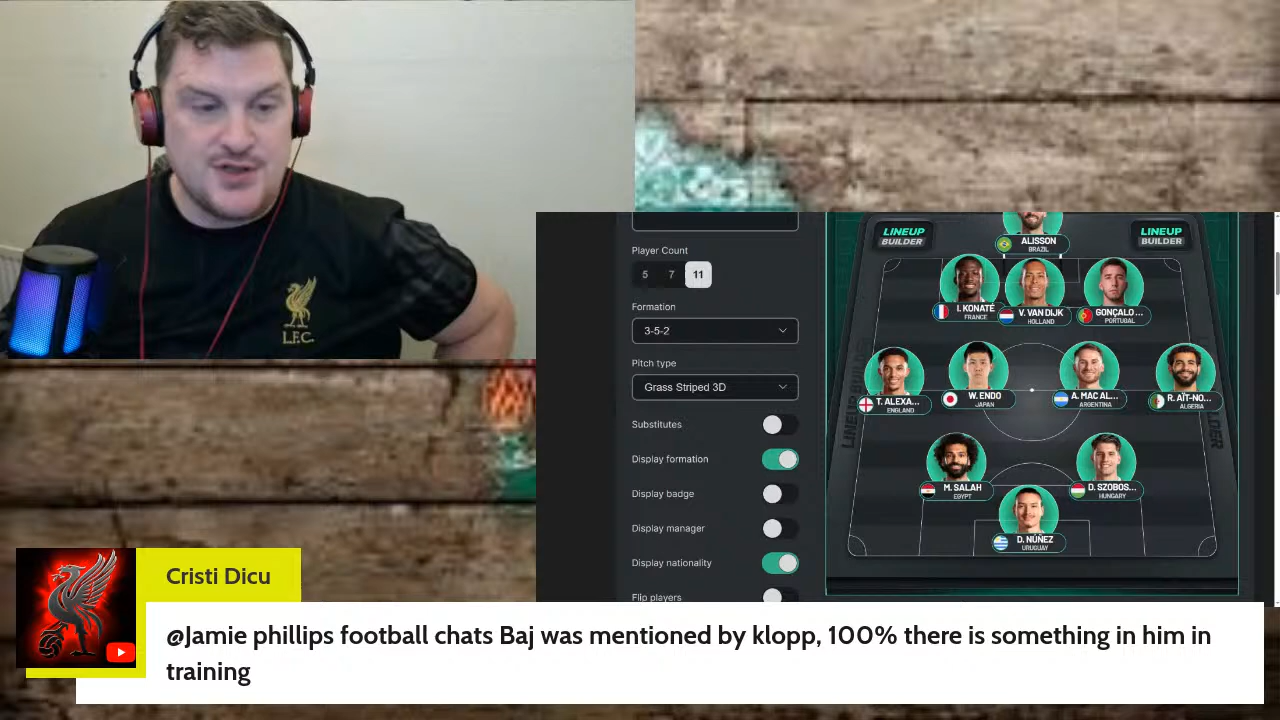 L.F.C.
Player Count
5 7 11
Formation
3-5-2
Pitch type
Grass Striped 3D
Substitutes
Display formation
Display badge
Display manager
Display nationality
Flip players
LINEUP
BUILDER
LINEUP
BUILDER
ALISSON
BRAZIL
I. KONATÉ
FRANCE
V. VAN DIJK
HOLLAND
GONÇALO ...
PORTUGAL
T. ALEXA...
ENGLAND
W. ENDO
JAPAN
A. MAC AL...
ARGENTINA
R. AÏT-NO...
ALGERIA
M. SALAH
EGYPT
D. SZOBOS...
HUNGARY
D. NÚÑEZ
URUGUAY
Cristi Dicu
@Jamie phillips football chats Baj was mentioned by klopp, 100% there is something in him in
training